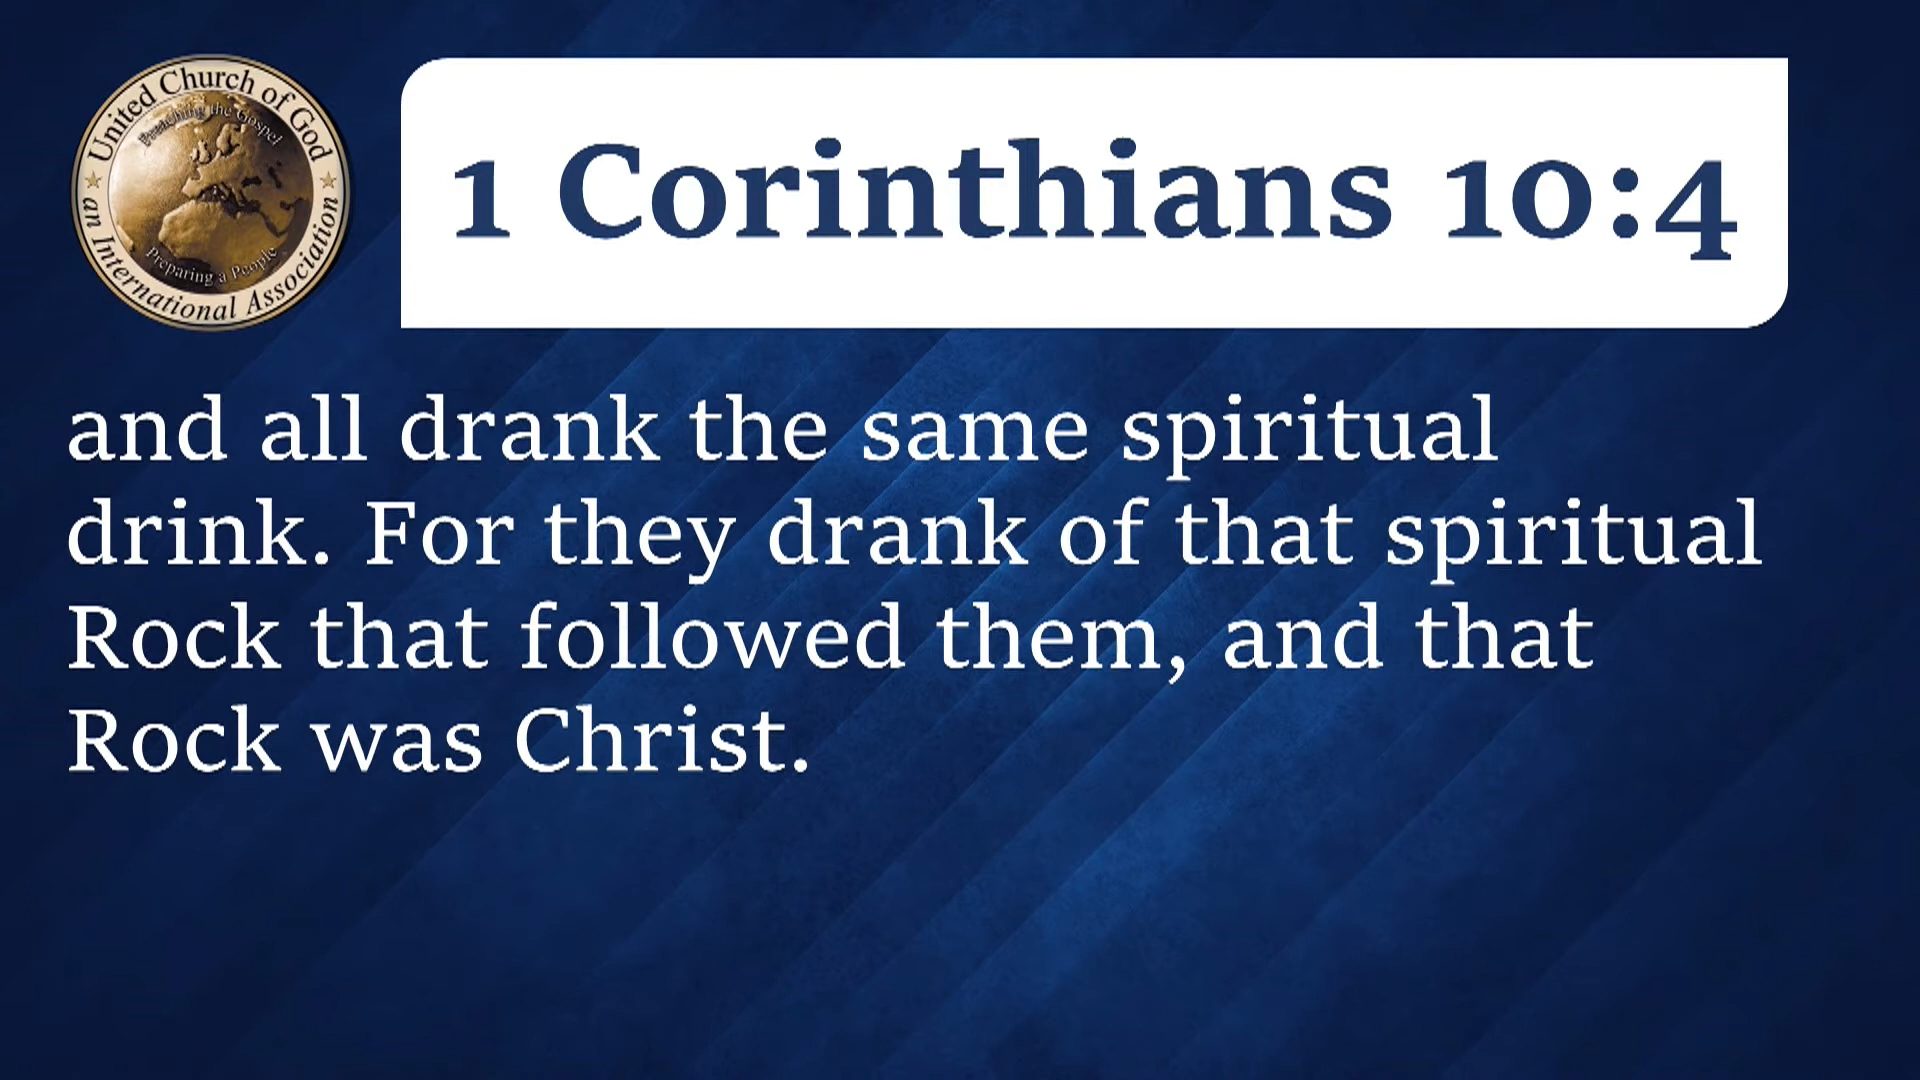 United Church of God
Preaching the Gospel
Preparing a People
an International Association
1 Corinthians 10:4
and all drank the same spiritual
drink. For they drank of that spiritual
Rock that followed them, and that
Rock was Christ.